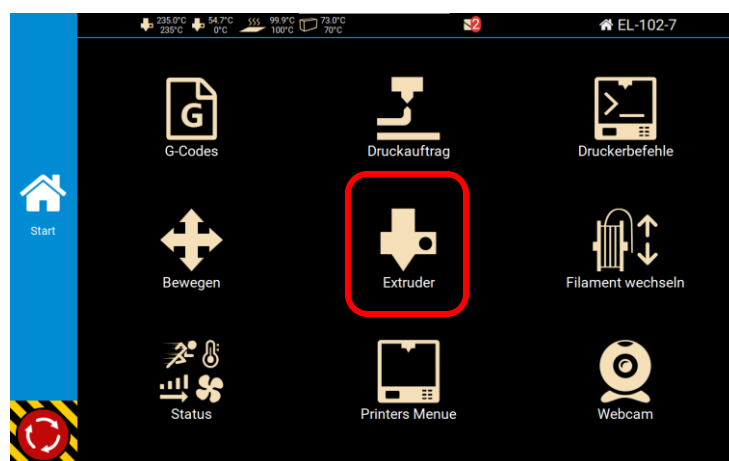 235.0°C 54.7°C 99.9°C 73.0°C
235°C 0°C 100°C 70°C
2
EL-102-7
G
G-Codes
Druckauftrag
>_
Druckerbefehle
Start
Bewegen
Extruder
Filament wechseln
Status
Printers Menue
Webcam